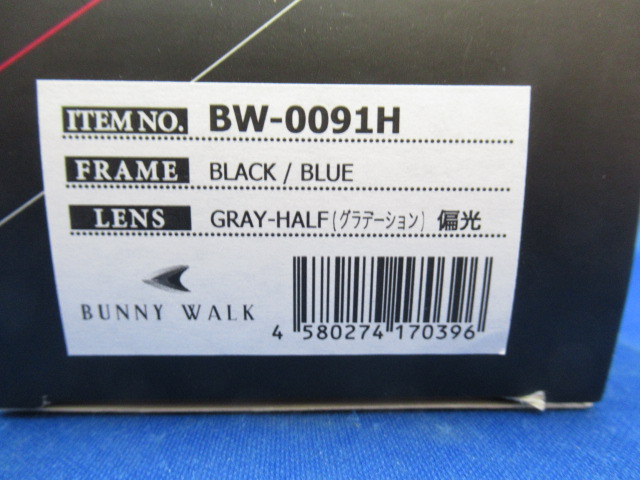 ITEM NO. BW-0091H
FRAME BLACK / BLUE
LENS GRAY-HALF(グラデーション) 偏光
BUNNY WALK
4 580274 170396